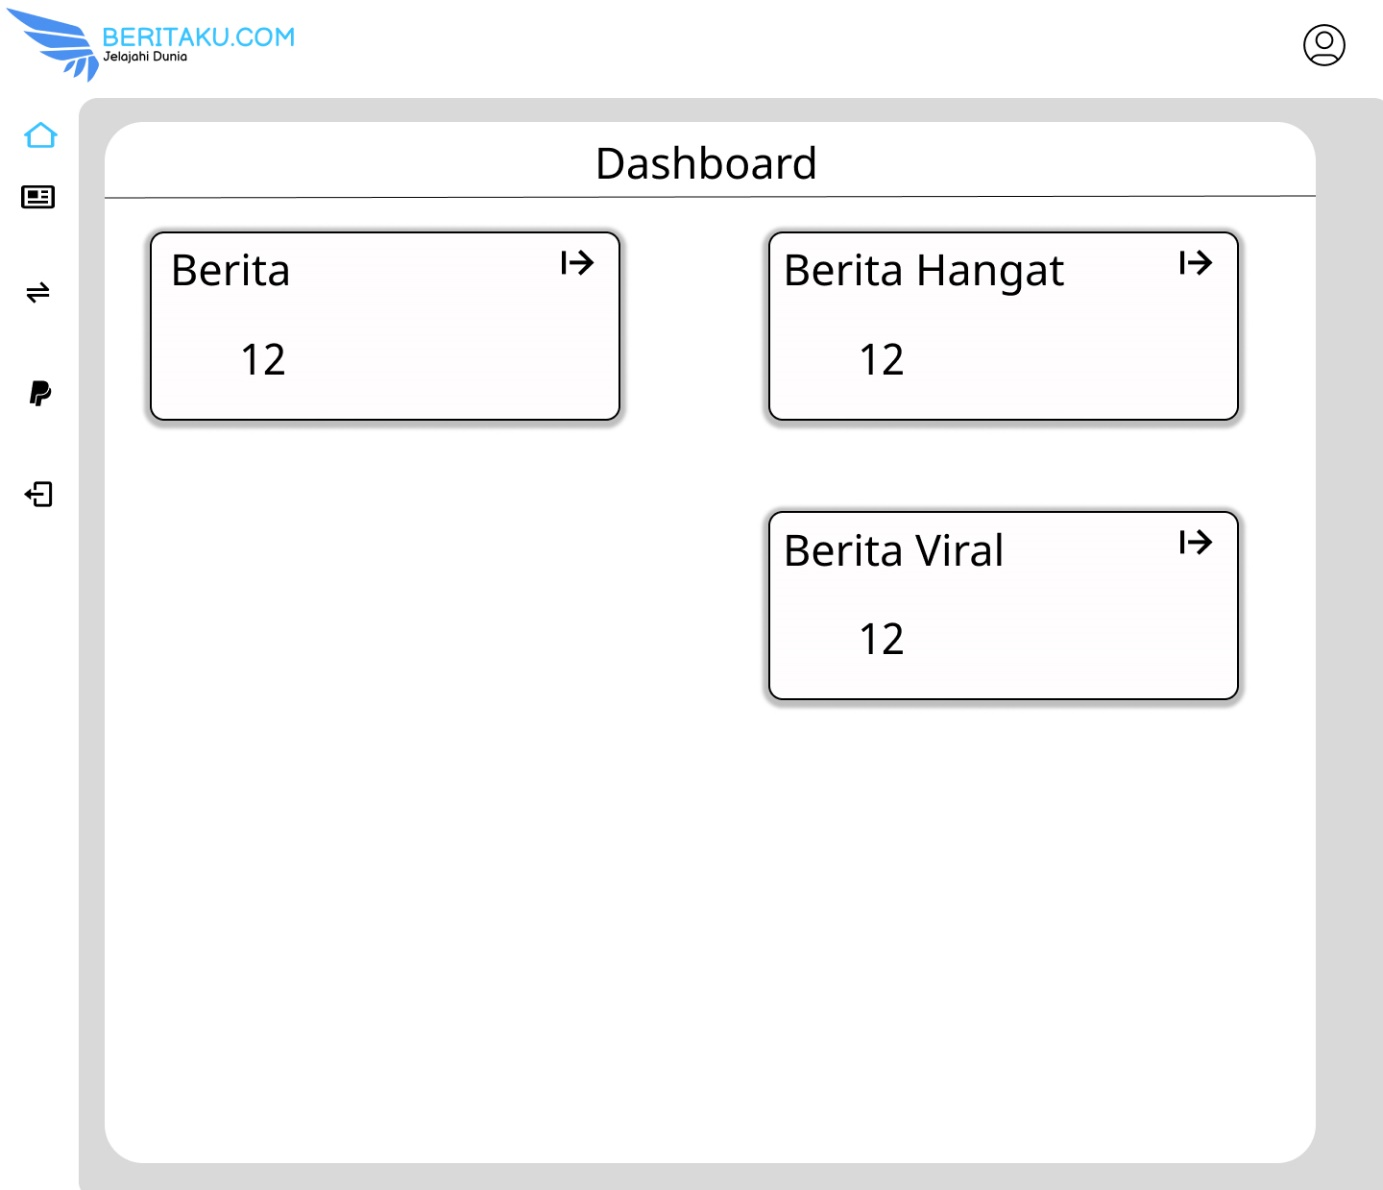 BERITAKU.COM
Jelajahi Dunia
Dashboard
Berita
12
Berita Hangat
12
Berita Viral
12